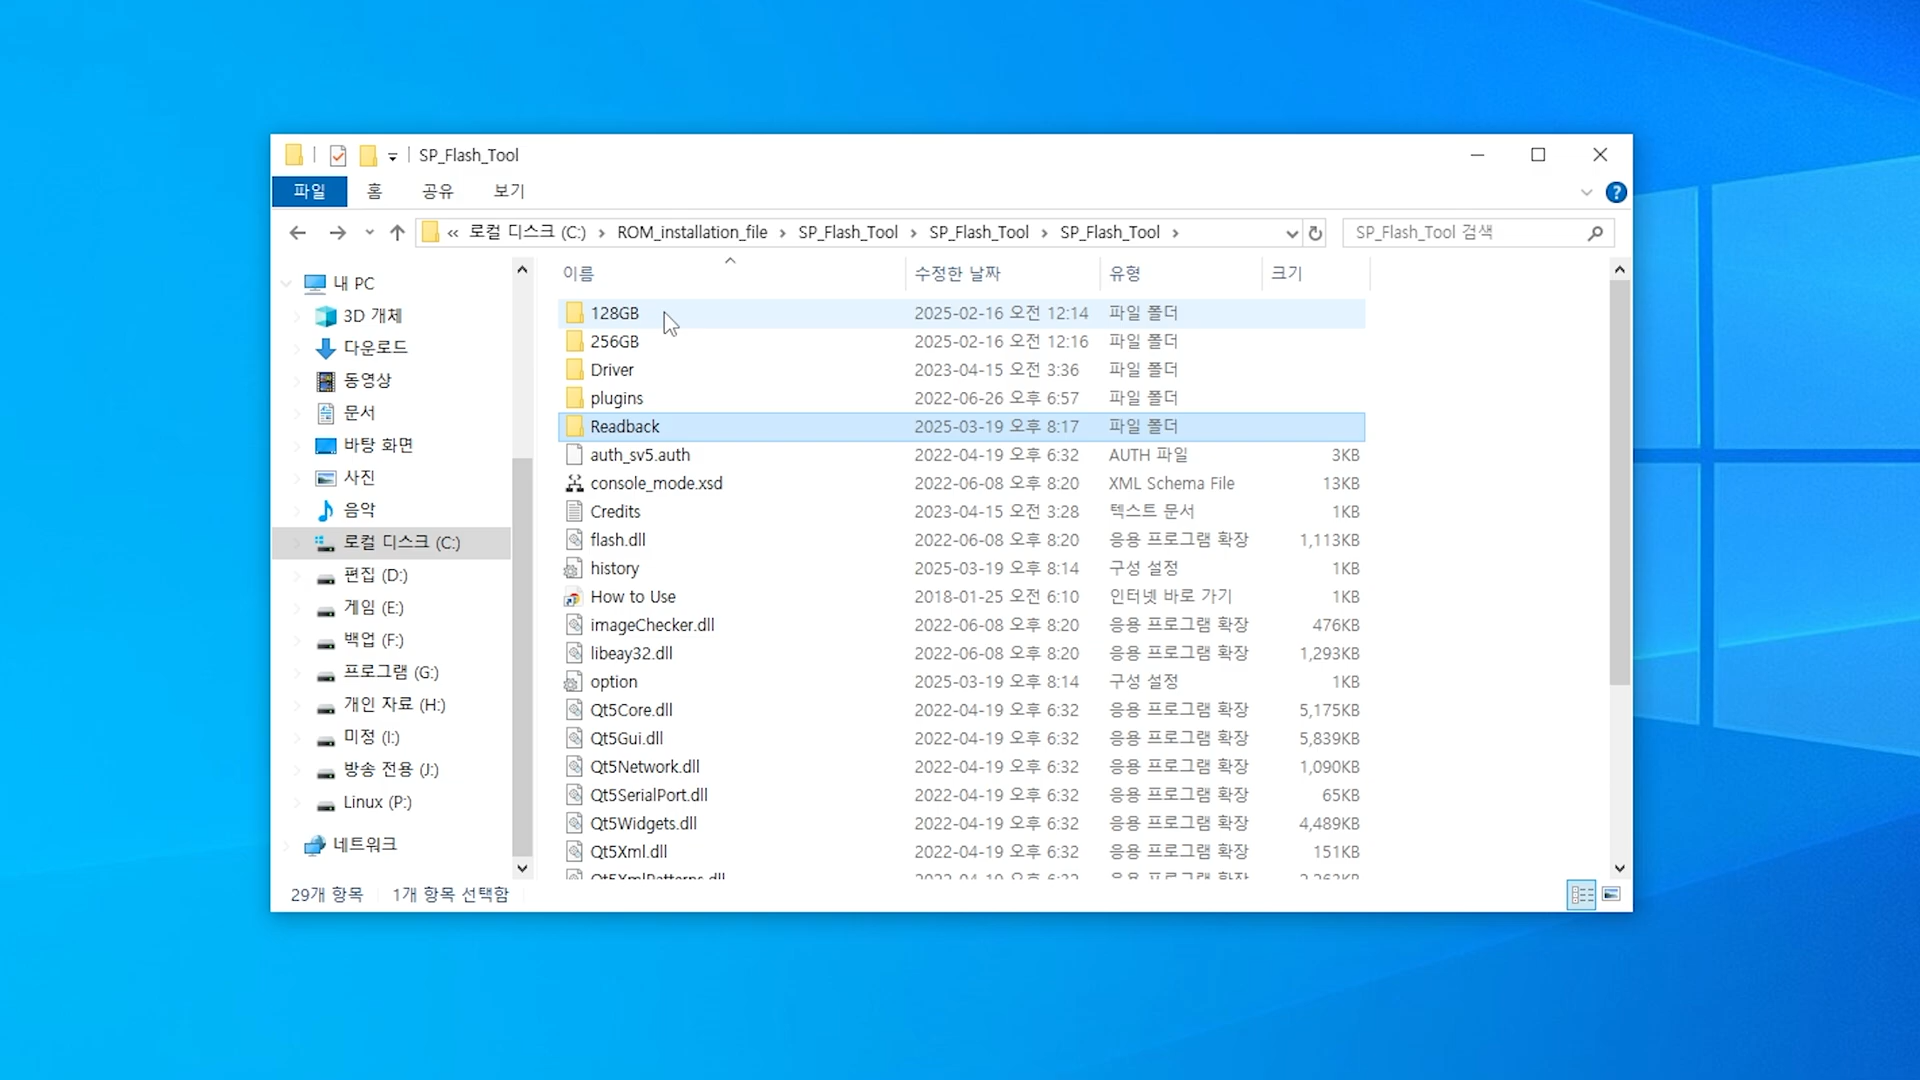 SP_Flash_Tool
파일 홈 공유 보기
« 로컬 디스크 (C:) › ROM_installation_file › SP_Flash_Tool › SP_Flash_Tool › SP_Flash_Tool › SP_Flash_Tool 검색
내 PC
3D 개체
다운로드
동영상
문서
바탕 화면
사진
음악
로컬 디스크 (C:)
편집 (D:)
게임 (E:)
백업 (F:)
프로그램 (G:)
개인 자료 (H:)
미정 (I:)
방송 전용 (J:)
Linux (P:)
네트워크
이름 수정한 날짜 유형 크기
128GB 2025-02-16 오전 12:14 파일 폴더
256GB 2025-02-16 오전 12:16 파일 폴더
Driver 2023-04-15 오전 3:36 파일 폴더
plugins 2022-06-26 오후 6:57 파일 폴더
Readback 2025-03-19 오후 8:17 파일 폴더
auth_sv5.auth 2022-04-19 오후 6:32 AUTH 파일 3KB
console_mode.xsd 2022-06-08 오후 8:20 XML Schema File 13KB
Credits 2023-04-15 오전 3:28 텍스트 문서 1KB
flash.dll 2022-06-08 오후 8:20 응용 프로그램 확장 1,113KB
history 2025-03-19 오후 8:14 구성 설정 1KB
How to Use 2018-01-25 오전 6:10 인터넷 바로 가기 1KB
imageChecker.dll 2022-06-08 오후 8:20 응용 프로그램 확장 476KB
libeay32.dll 2022-06-08 오후 8:20 응용 프로그램 확장 1,293KB
option 2025-03-19 오후 8:14 구성 설정 1KB
Qt5Core.dll 2022-04-19 오후 6:32 응용 프로그램 확장 5,175KB
Qt5Gui.dll 2022-04-19 오후 6:32 응용 프로그램 확장 5,839KB
Qt5Network.dll 2022-04-19 오후 6:32 응용 프로그램 확장 1,090KB
Qt5SerialPort.dll 2022-04-19 오후 6:32 응용 프로그램 확장 65KB
Qt5Widgets.dll 2022-04-19 오후 6:32 응용 프로그램 확장 4,489KB
Qt5Xml.dll 2022-04-19 오후 6:32 응용 프로그램 확장 151KB
Qt5XmlPatterns.dll 2022-04-19 오후 6:32 응용 프로그램 확장
29개 항목 1개 항목 선택함